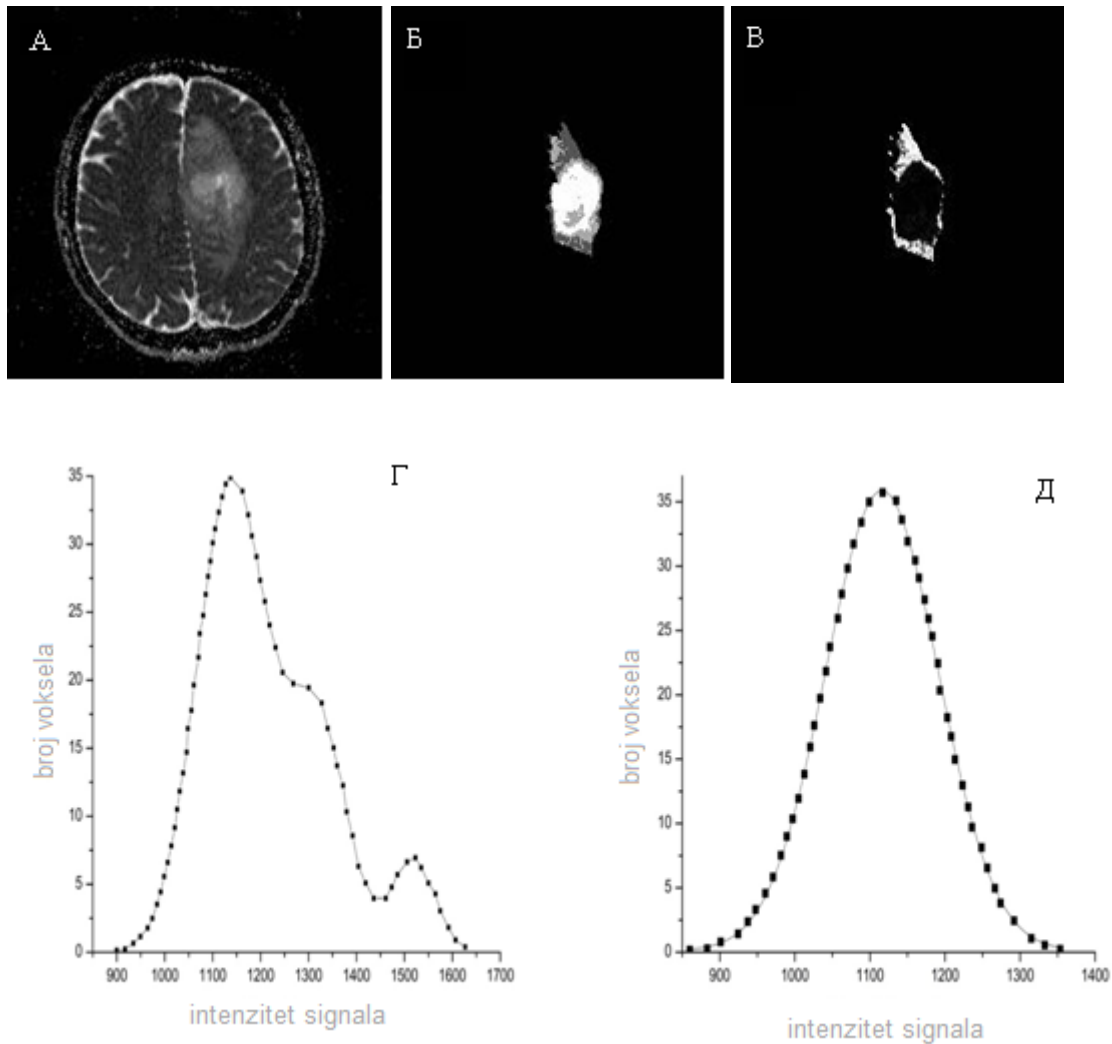 А
Б
В
Г
35
30
25
20
15
10
5
0
broj voksela
900 1000 1100 1200 1300 1400 1500 1600 1700
intenzitet signala
Д
35
30
25
20
15
10
5
0
broj voksela
900 1000 1100 1200 1300 1400
intenzitet signala